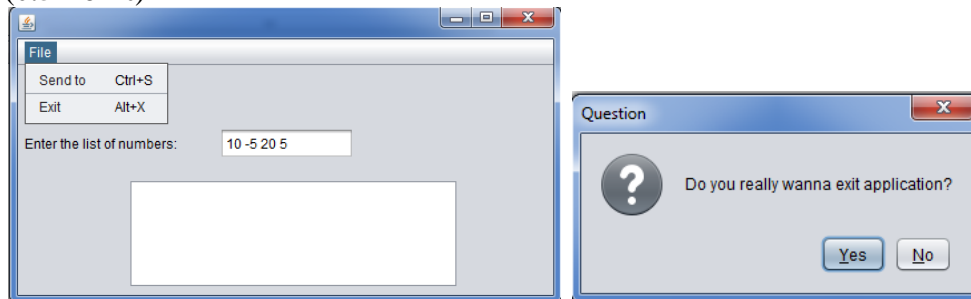 File
Send to Ctrl+S
Exit Alt+X
Enter the list of numbers: 10 -5 20 5
Question
Do you really wanna exit application?
Yes No